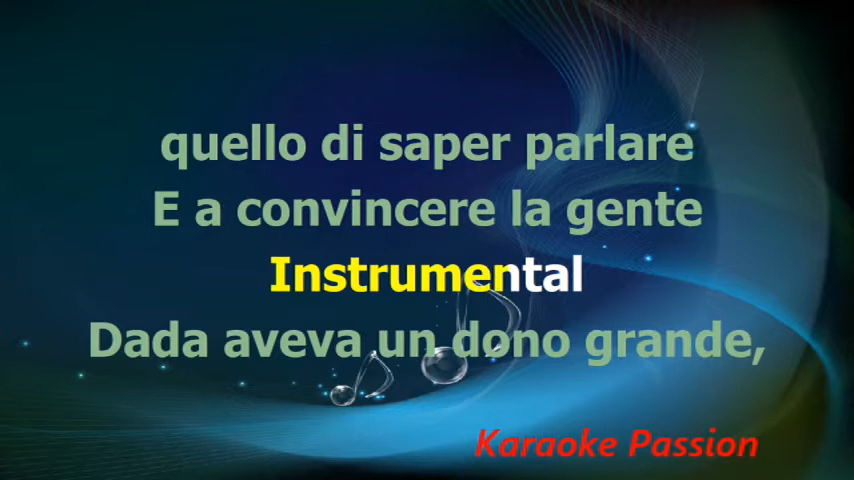 quello di saper parlare
E a convincere la gente
Instrumental
Dada aveva un dono grande,
Karaoke Passion